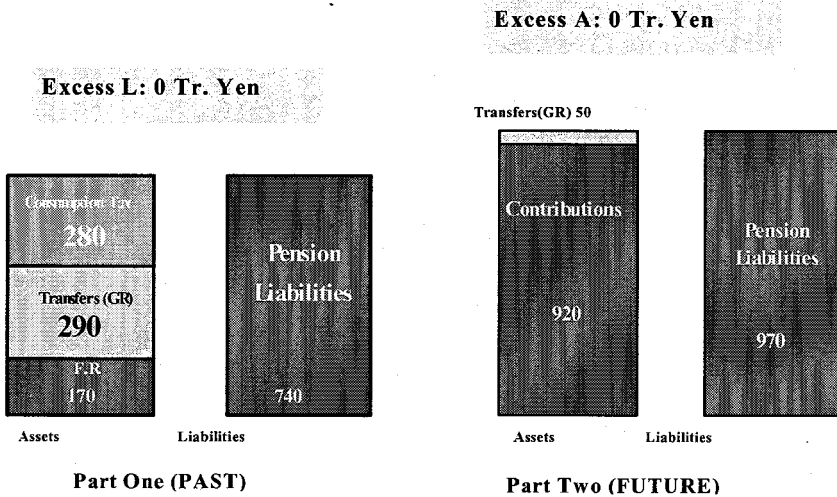 Excess L: 0 Tr. Yen
Consumption Tax
280
Transfers (GR)
290
F.R
170
Pension
Liabilities
740
Assets
Liabilities
Part One (PAST)
Excess A: 0 Tr. Yen
Transfers(GR) 50
Contributions
920
Pension
Liabilities
970
Assets
Liabilities
Part Two (FUTURE)